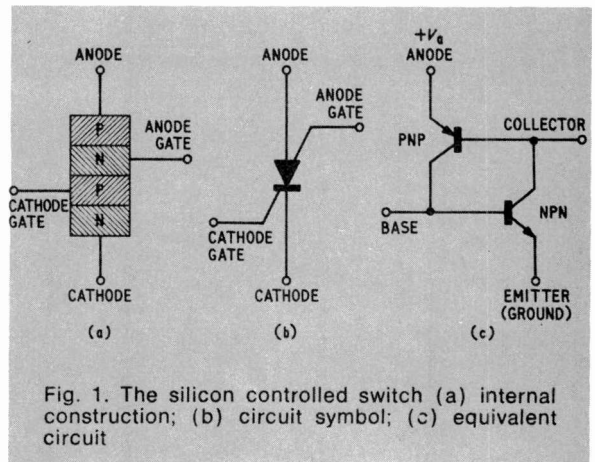 ANODE
P
N
P
N
ANODE
GATE
CATHODE
GATE
CATHODE
(a)
ANODE
ANODE
GATE
CATHODE
GATE
CATHODE
(b)
+Va
ANODE
PNP
COLLECTOR
BASE
NPN
EMITTER
(GROUND)
(c)
Fig. 1. The silicon controlled switch (a) internal
construction; (b) circuit symbol; (c) equivalent
circuit